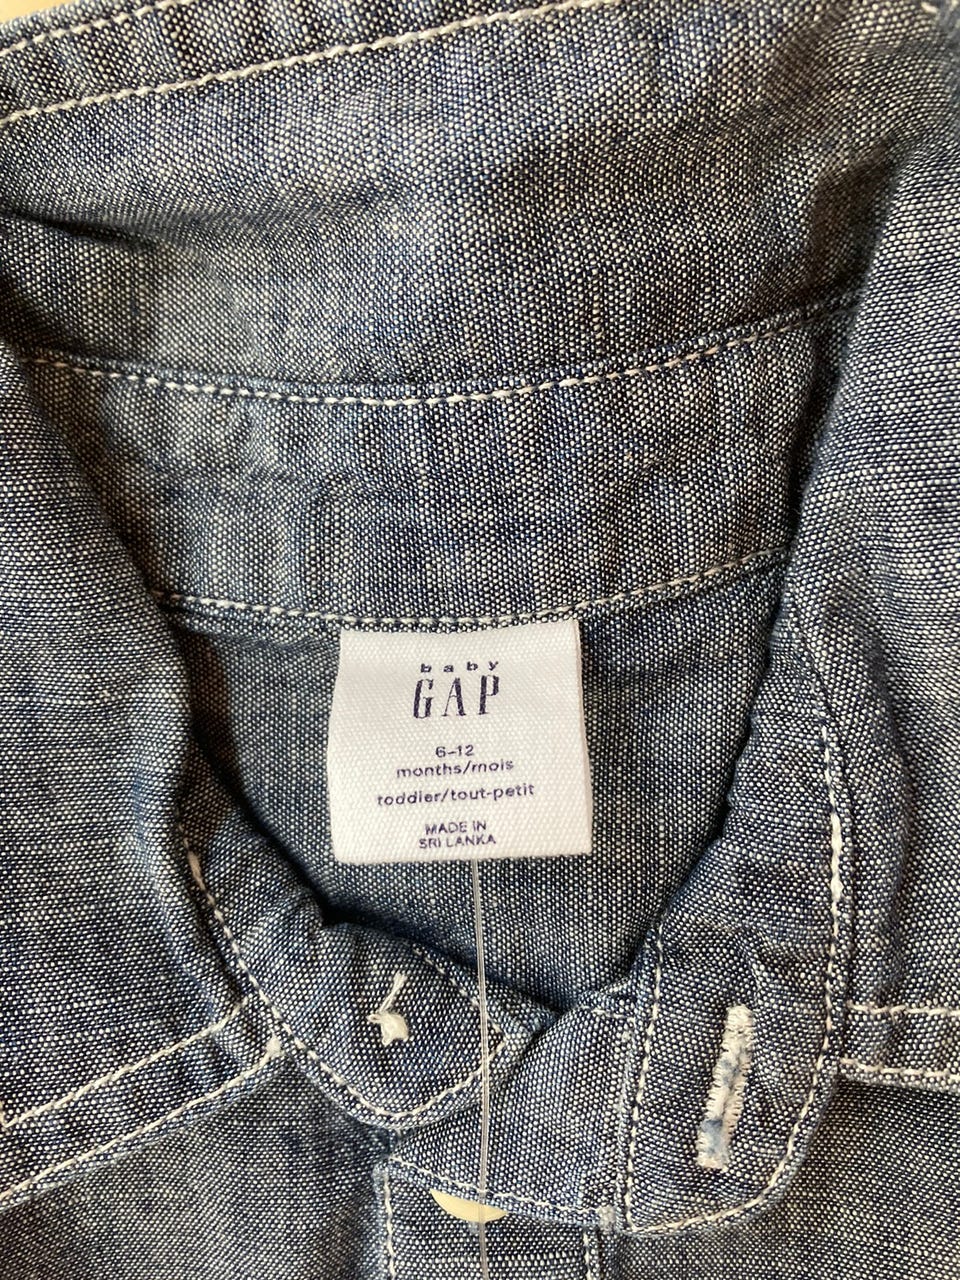 baby
GAP
6-12
months/mois
toddler/tout-petit
MADE IN
SRI LANKA